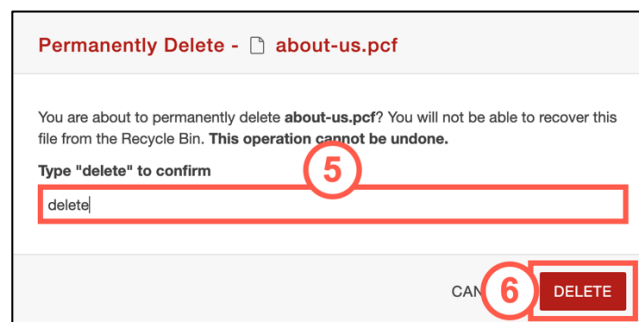 Permanently Delete - about-us.pcf
You are about to permanently delete about-us.pcf? You will not be able to recover this
file from the Recycle Bin. This operation cannot be undone.
Type "delete" to confirm
5
delete
CAN
6
DELETE